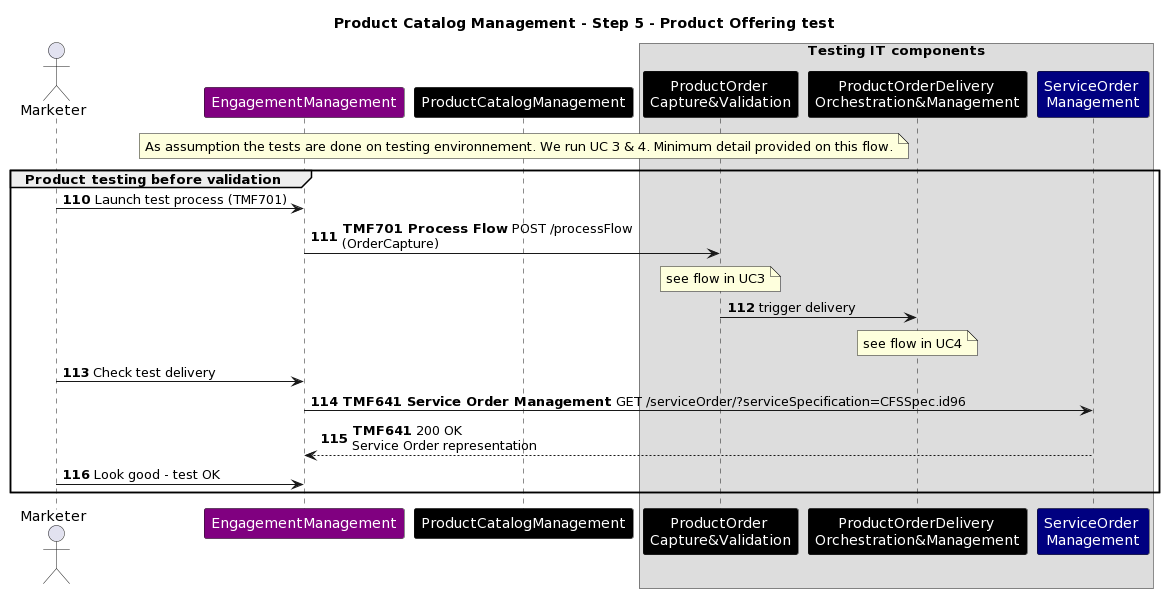 Product Catalog Management - Step 5 - Product Offering test
Testing IT components
Marketer
EngagementManagement
ProductCatalogManagement
ProductOrder
Capture&Validation
ProductOrderDelivery
Orchestration&Management
ServiceOrder
Management
As assumption the tests are done on testing environnement. We run UC 3 & 4. Minimum detail provided on this flow.
Product testing before validation
110 Launch test process (TMF701)
111 TMF701 Process Flow POST /processFlow
(OrderCapture)
see flow in UC3
112 trigger delivery
see flow in UC4
113 Check test delivery
114 TMF641 Service Order Management GET /serviceOrder/?serviceSpecification=CFSSpec.id96
115 TMF641 200 OK
Service Order representation
116 Look good - test OK
Marketer
EngagementManagement
ProductCatalogManagement
ProductOrder
Capture&Validation
ProductOrderDelivery
Orchestration&Management
ServiceOrder
Management